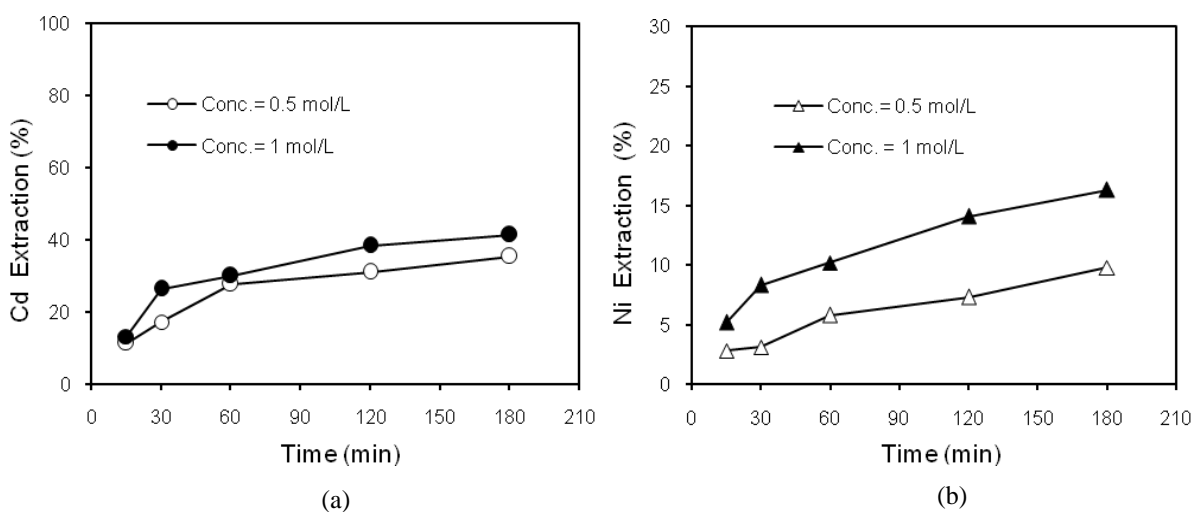 100
80
60
40
20
0
Cd Extraction (%)
Conc.= 0.5 mol/L
Conc.= 1 mol/L
0 30 60 90 120 150 180 210
Time (min)
(a)
30
25
20
15
10
5
0
Ni Extraction (%)
Conc.= 0.5 mol/L
Conc. = 1 mol/L
0 30 60 90 120 150 180 210
Time (min)
(b)